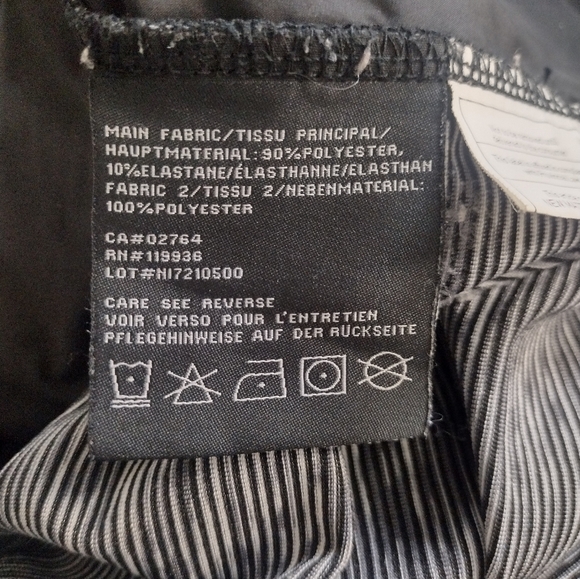 MAIN FABRIC/TISSU PRINCIPAL/
HAUPTMATERIAL: 90%POLYESTER,
10%ELASTANE/ÉLASTHANNE/ELASTHAN
FABRIC 2/TISSU 2/NEBENMATERIAL:
100%POLYESTER
CA#02764
RN#119936
LOT#NI7210500
CARE SEE REVERSE
VOIR VERSO POUR L'ENTRETIEN
PFLEGEHINWEISE AUF DER RÜCKSEITE